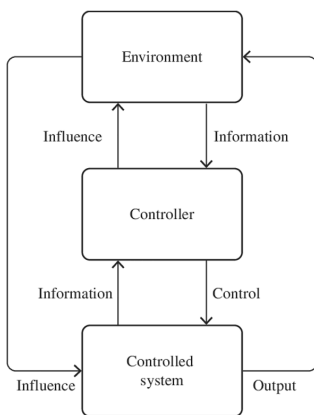 Environment
Influence
Information
Controller
Information
Control
Controlled
system
Influence
Output